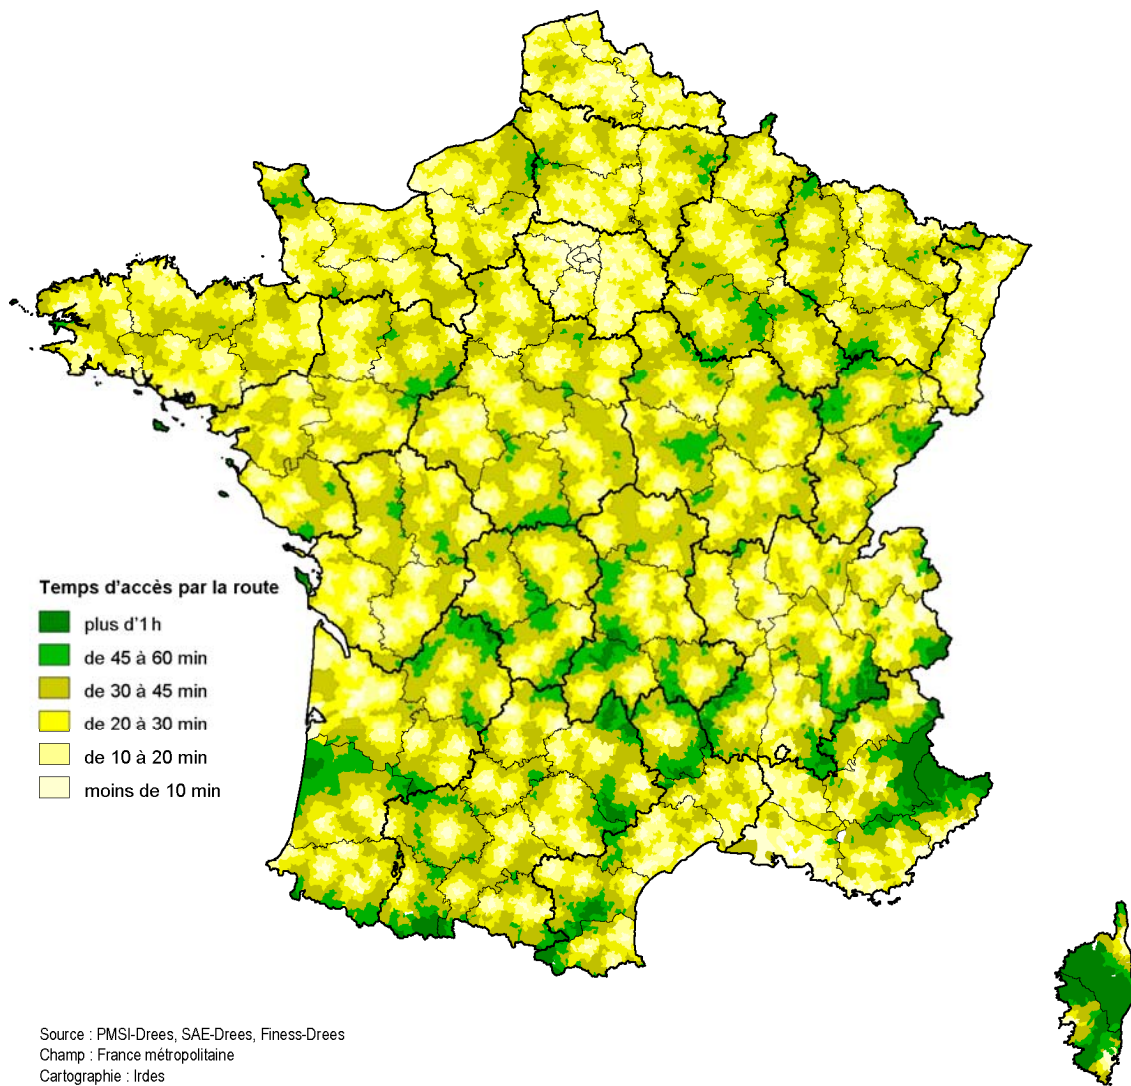 Temps d'accès par la route
plus d'1 h
de 45 à 60 min
de 30 à 45 min
de 20 à 30 min
de 10 à 20 min
moins de 10 min
Source : PMSI-Drees, SAE-Drees, Finess-Drees
Champ : France métropolitaine
Cartographie : Irdes